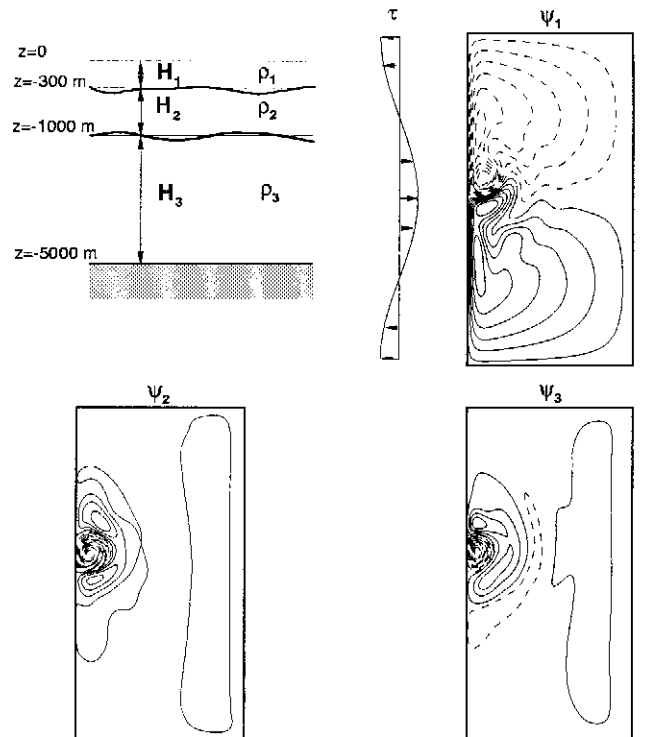 z=0
H₁ ρ₁
z=-300 m
H₂ ρ₂
z=-1000 m
H₃ ρ₃
z=-5000 m
τ
ψ₁
ψ₂
ψ₃